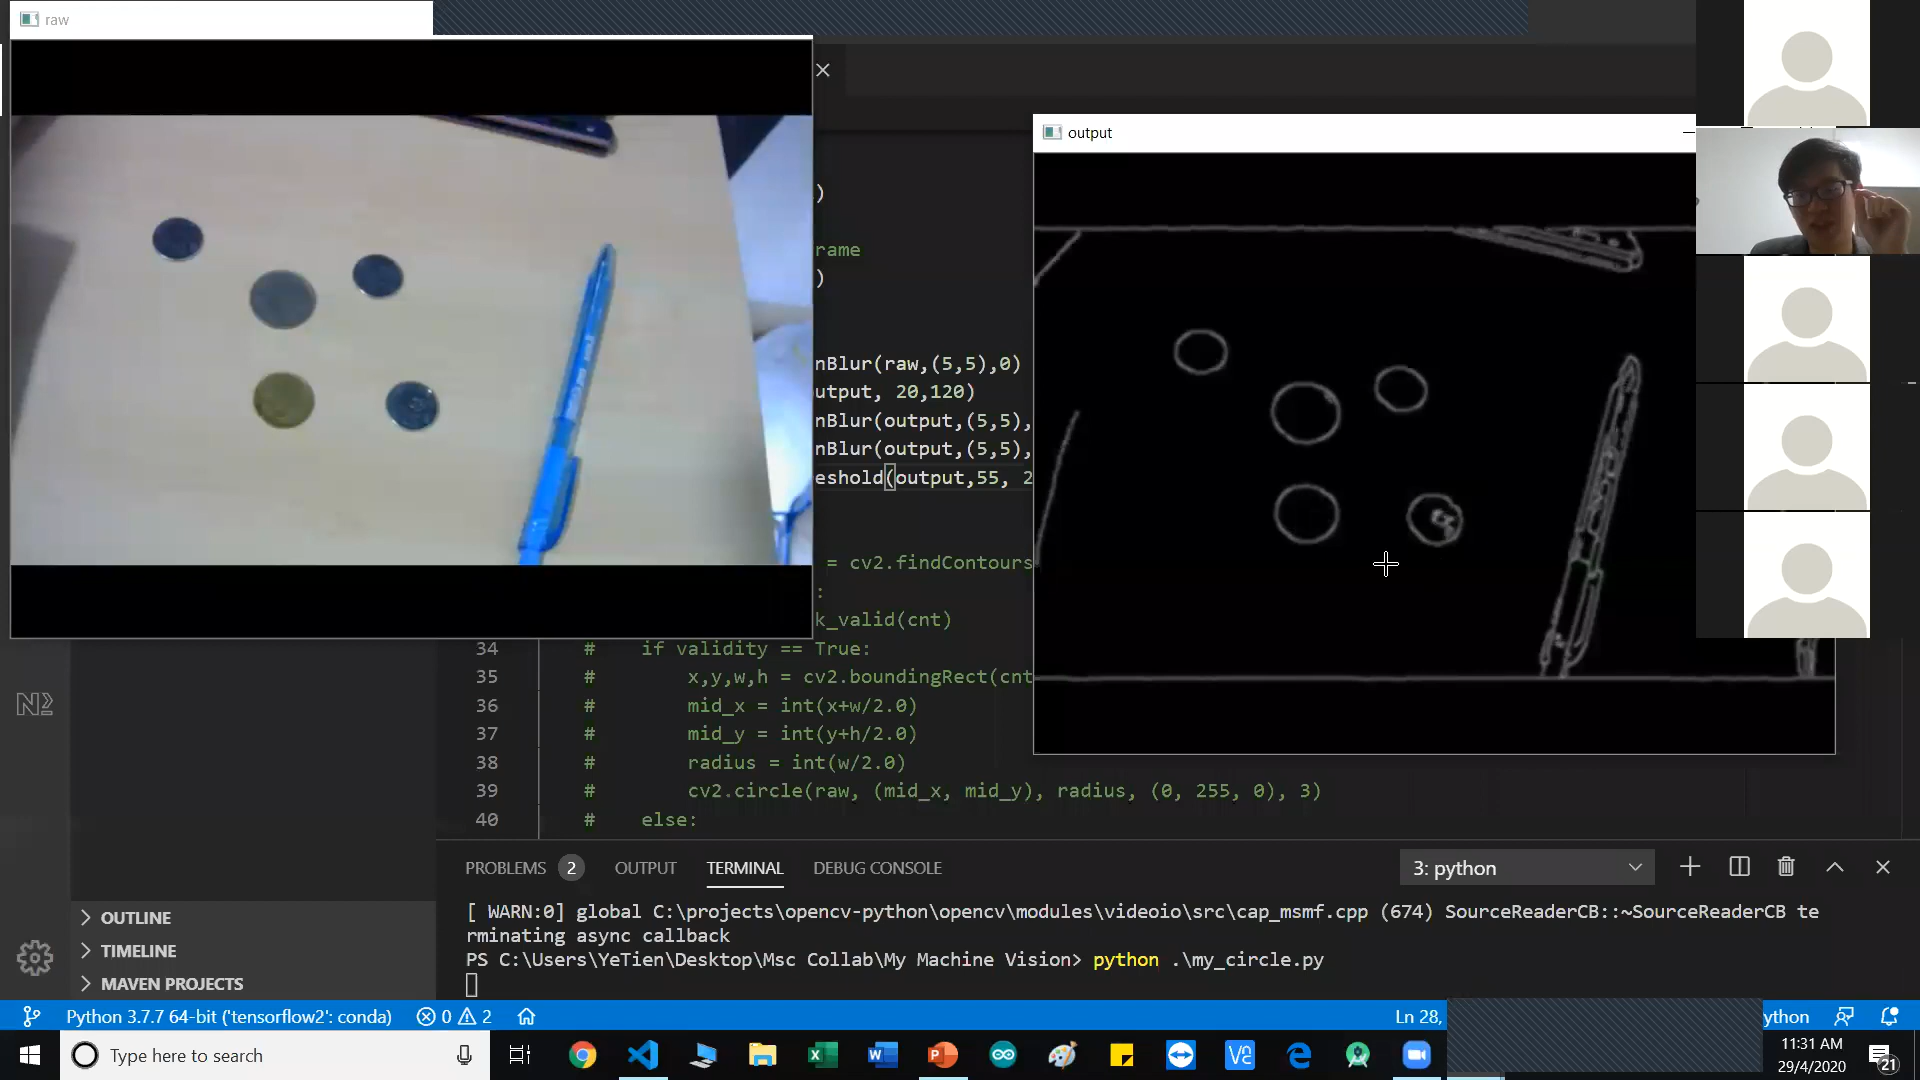 raw
output
)
rame
)
nBlur(raw,(5,5),0)
utput, 20,120)
nBlur(output,(5,5),
nBlur(output,(5,5),
eshold(output,55, 2
= cv2.findContours
:
k_valid(cnt)
34 # if validity == True:
35 # x,y,w,h = cv2.boundingRect(cnt
36 # mid_x = int(x+w/2.0)
37 # mid_y = int(y+h/2.0)
38 # radius = int(w/2.0)
39 # cv2.circle(raw, (mid_x, mid_y), radius, (0, 255, 0), 3)
40 # else:
PROBLEMS 2 OUTPUT TERMINAL DEBUG CONSOLE 3: python
[ WARN:0] global C:\projects\opencv-python\opencv\modules\videoio\src\cap_msmf.cpp (674) SourceReaderCB::~SourceReaderCB te
rminating async callback
PS C:\Users\YeTien\Desktop\Msc Collab\My Machine Vision> python .\my_circle.py
OUTLINE
TIMELINE
MAVEN PROJECTS
Python 3.7.7 64-bit ('tensorflow2': conda) 0 2 Ln 28, ython
Type here to search
11:31 AM
29/4/2020
21